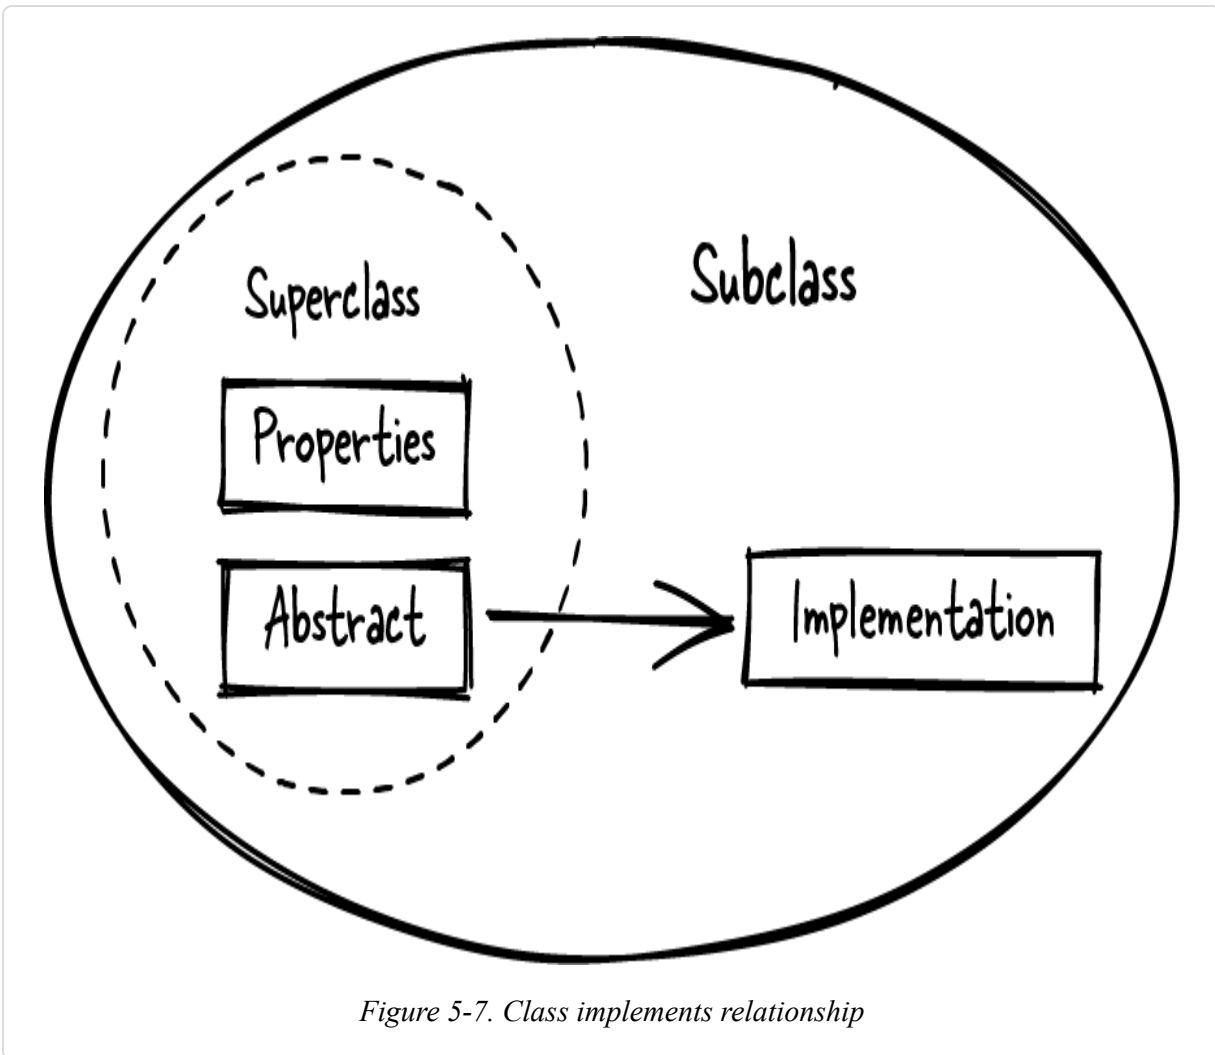 Superclass
Subclass
Properties
Abstract
Implementation
Figure 5-7. Class implements relationship